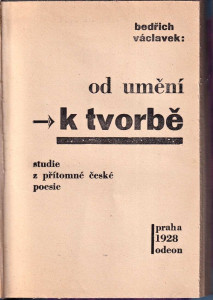 bedřich
václavek:
od umění
→ k tvorbě
studie
z přítomné české
poesie
praha
1928
odeon